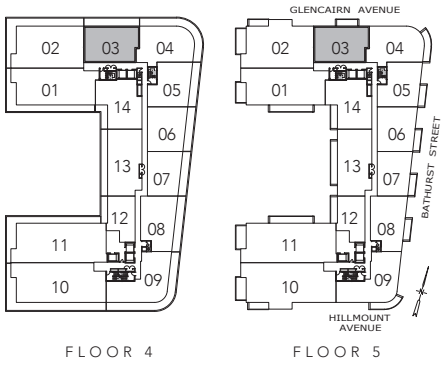 GLENCAIRN AVENUE
02 03 04
01 05
14
06
13
07
12
08
11
10 09
02 03 04
01 05
14
06
13
07
12
08
11
10 09
BATHURST STREET
HILLMOUNT
AVENUE
FLOOR 4
FLOOR 5